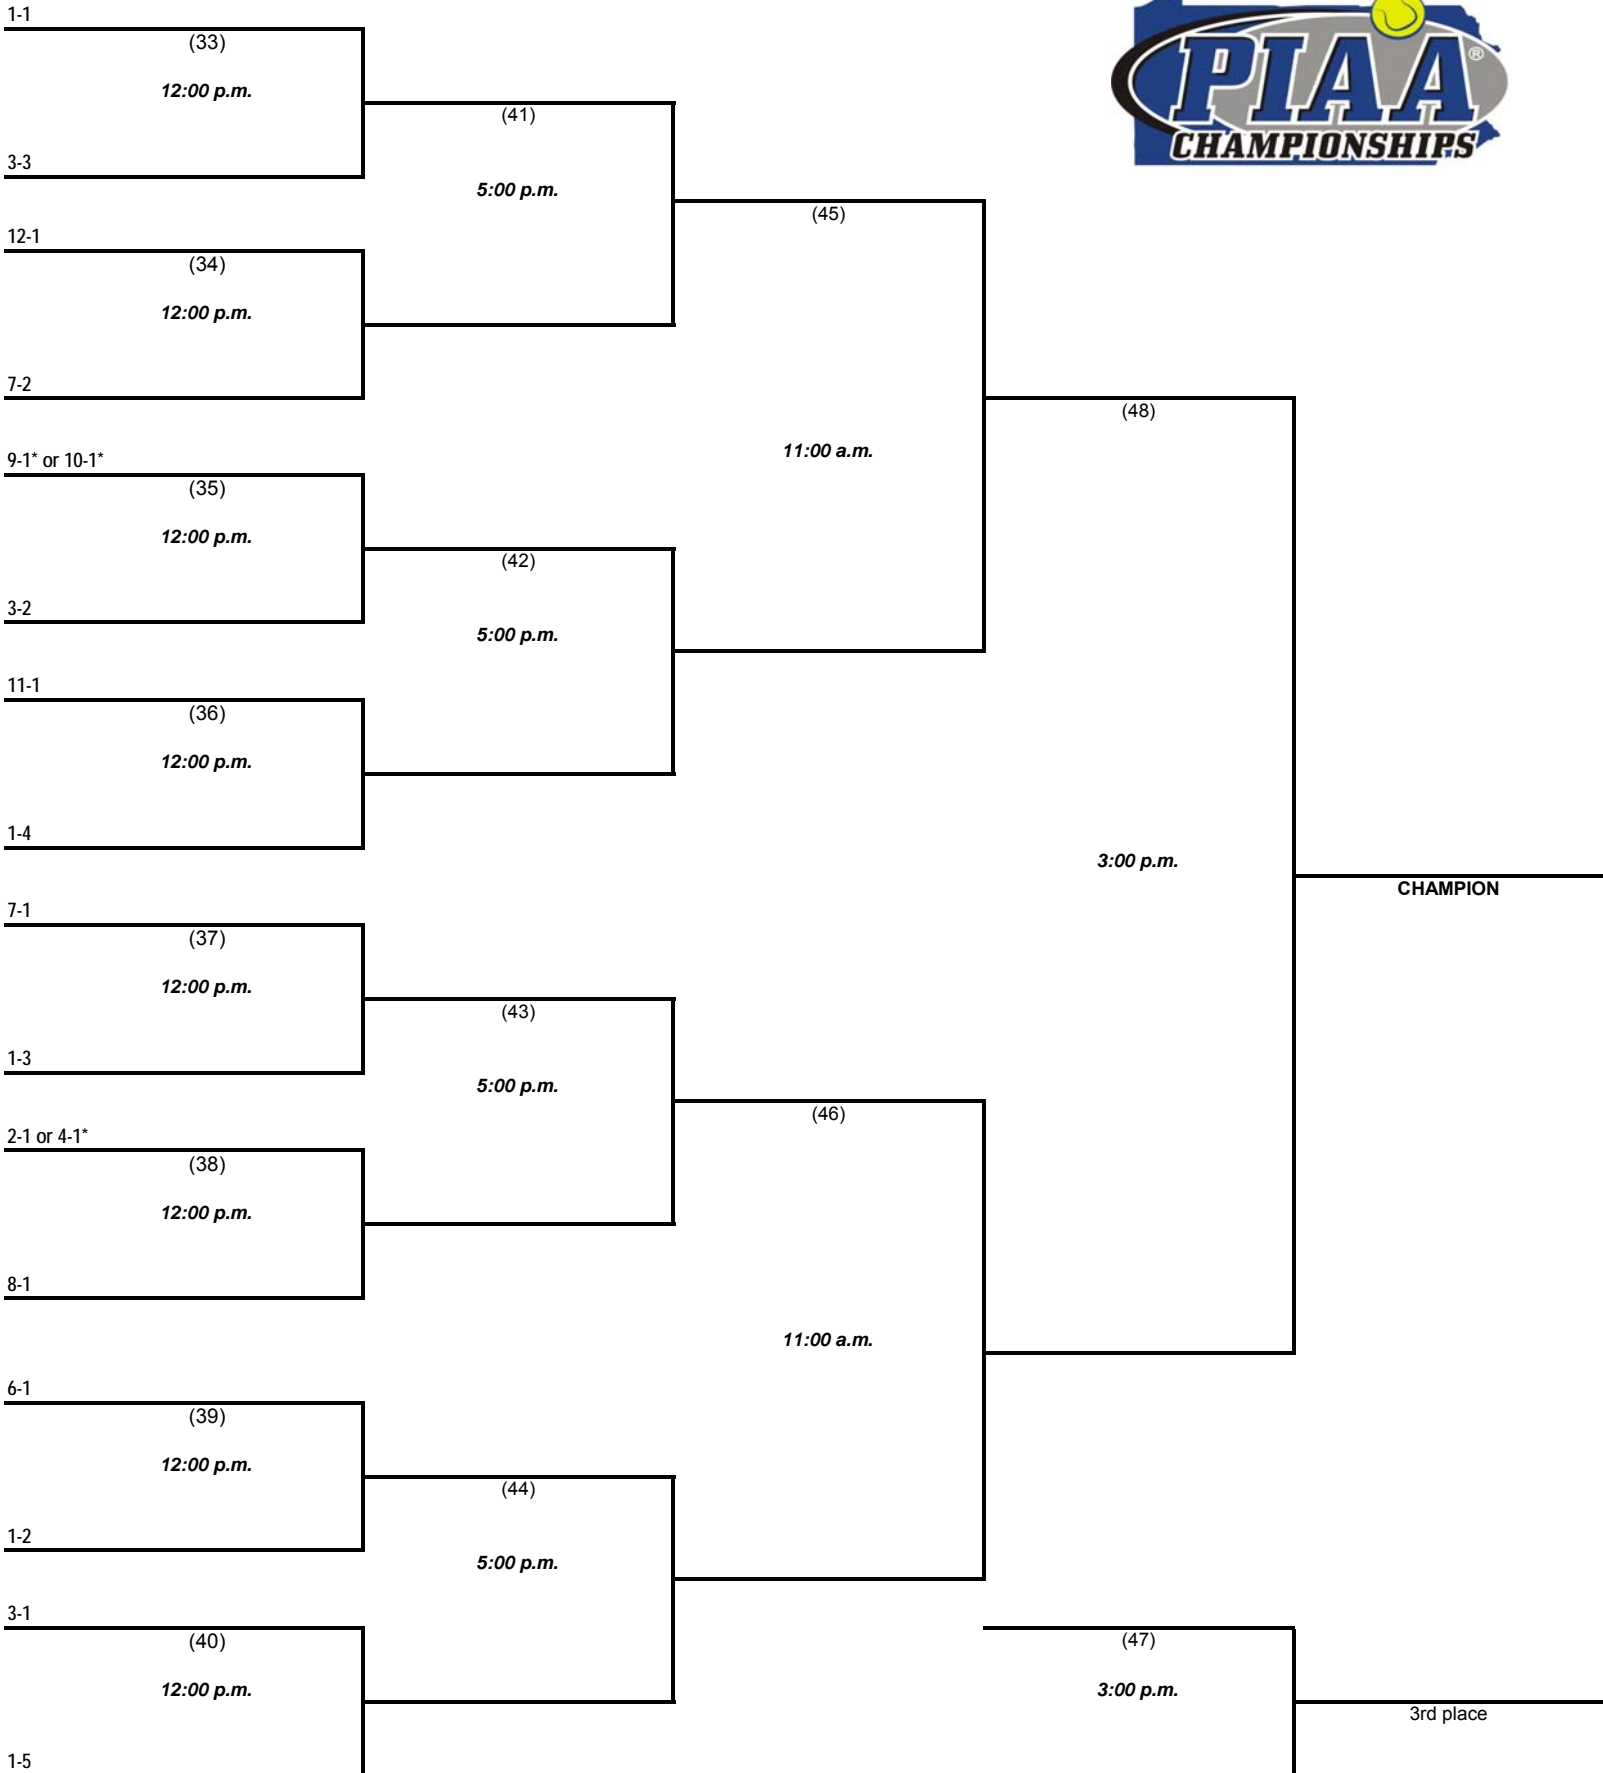 1-1
(33)
12:00 p.m.
3-3
(41)
5:00 p.m.
12-1
(34)
12:00 p.m.
7-2
(45)
11:00 a.m.
9-1* or 10-1*
(35)
12:00 p.m.
3-2
(42)
5:00 p.m.
11-1
(36)
12:00 p.m.
1-4
(48)
3:00 p.m.
CHAMPION
7-1
(37)
12:00 p.m.
1-3
(43)
5:00 p.m.
2-1 or 4-1*
(38)
12:00 p.m.
8-1
(46)
11:00 a.m.
6-1
(39)
12:00 p.m.
1-2
(44)
5:00 p.m.
3-1
(40)
12:00 p.m.
1-5
(47)
3:00 p.m.
3rd place
PIAA®
CHAMPIONSHIPS